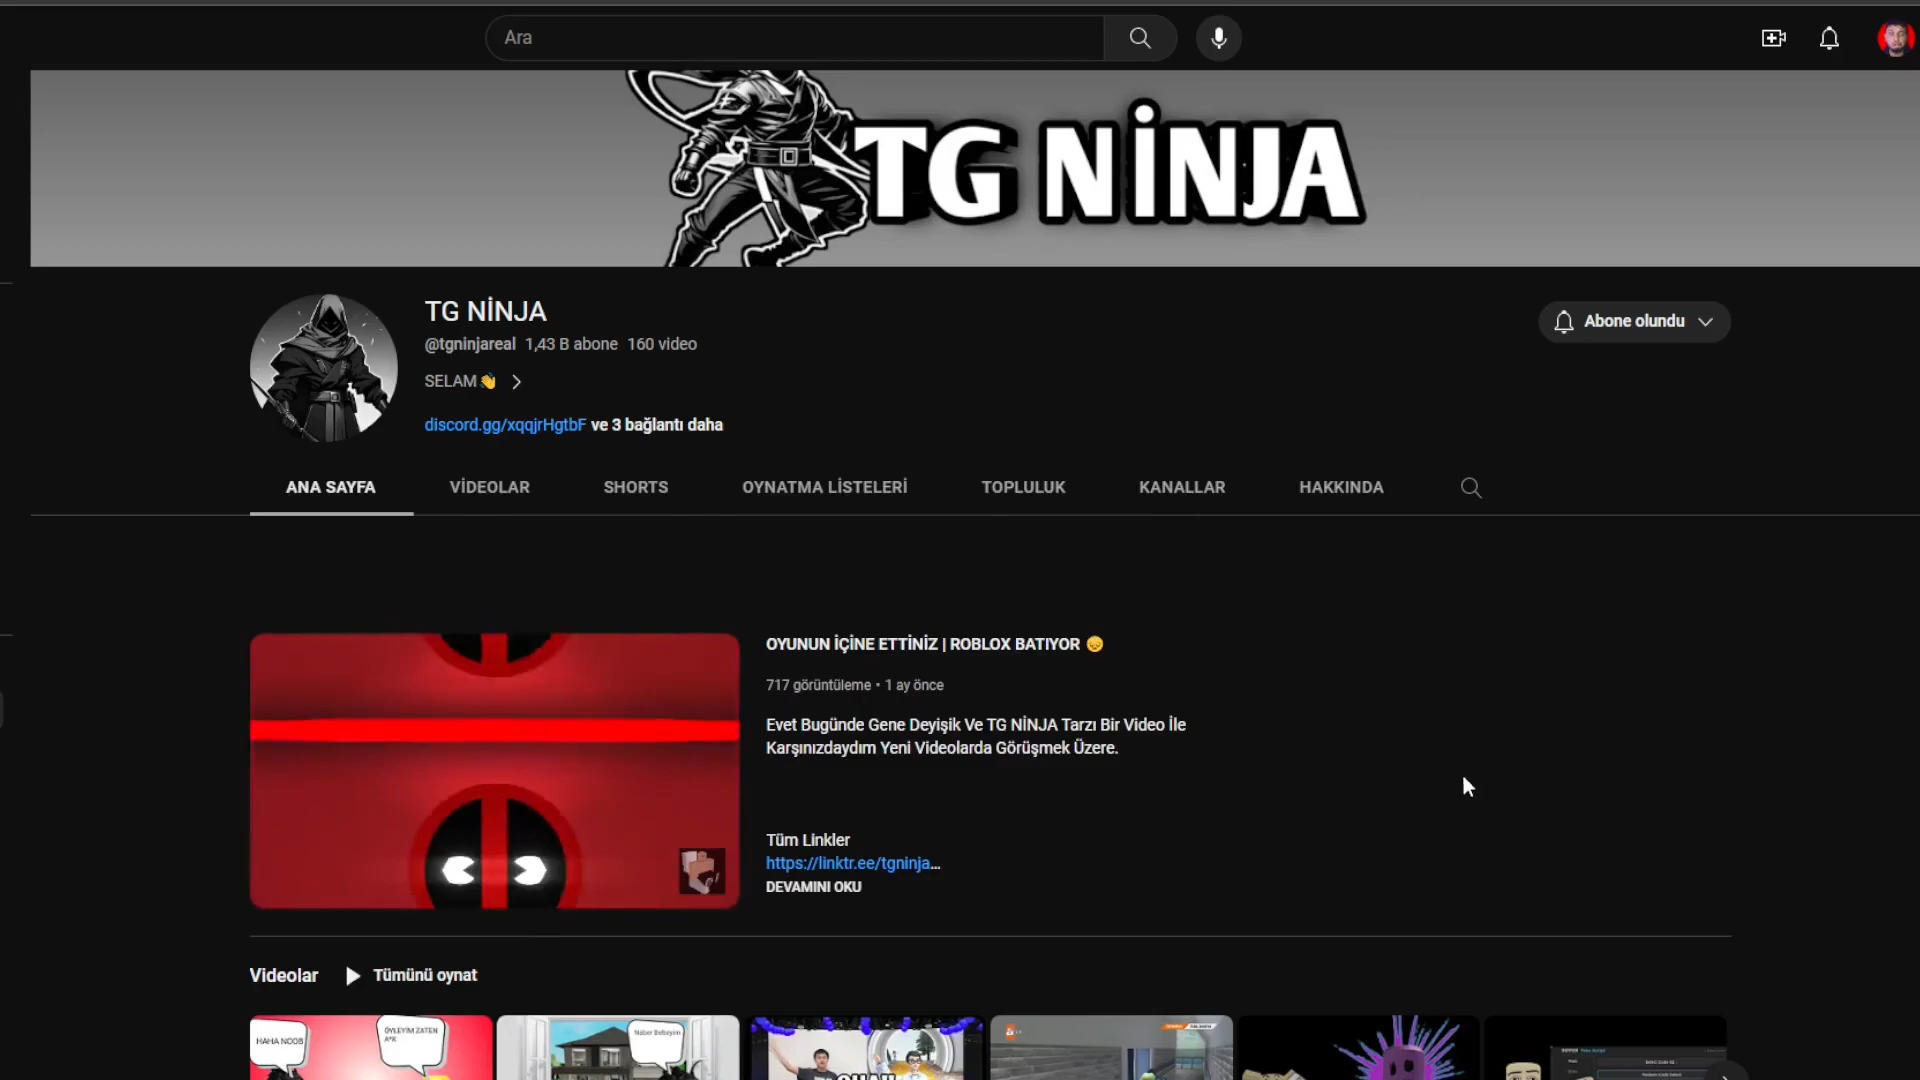 Ara
TG NİNJA
TG NİNJA
@tgninjareal 1,43 B abone 160 video
SELAM👋
discord.gg/xqqjrHgtbF ve 3 bağlantı daha
Abone olundu
ANA SAYFA VİDEOLAR SHORTS OYNATMA LİSTELERİ TOPLULUK KANALLAR HAKKINDA
OYUNUN İÇİNE ETTİNİZ | ROBLOX BATIYOR 😔
717 görüntüleme • 1 ay önce
Evet Bugünde Gene Deyişik Ve TG NİNJA Tarzı Bir Video İle
Karşınızdaydım Yeni Videolarda Görüşmek Üzere.
Tüm Linkler
https://linktr.ee/tgninja...
DEVAMINI OKU
Videolar Tümünü oynat
HAHA NOOB
ÖYLEYİM ZATEN
Naber Bebeyim